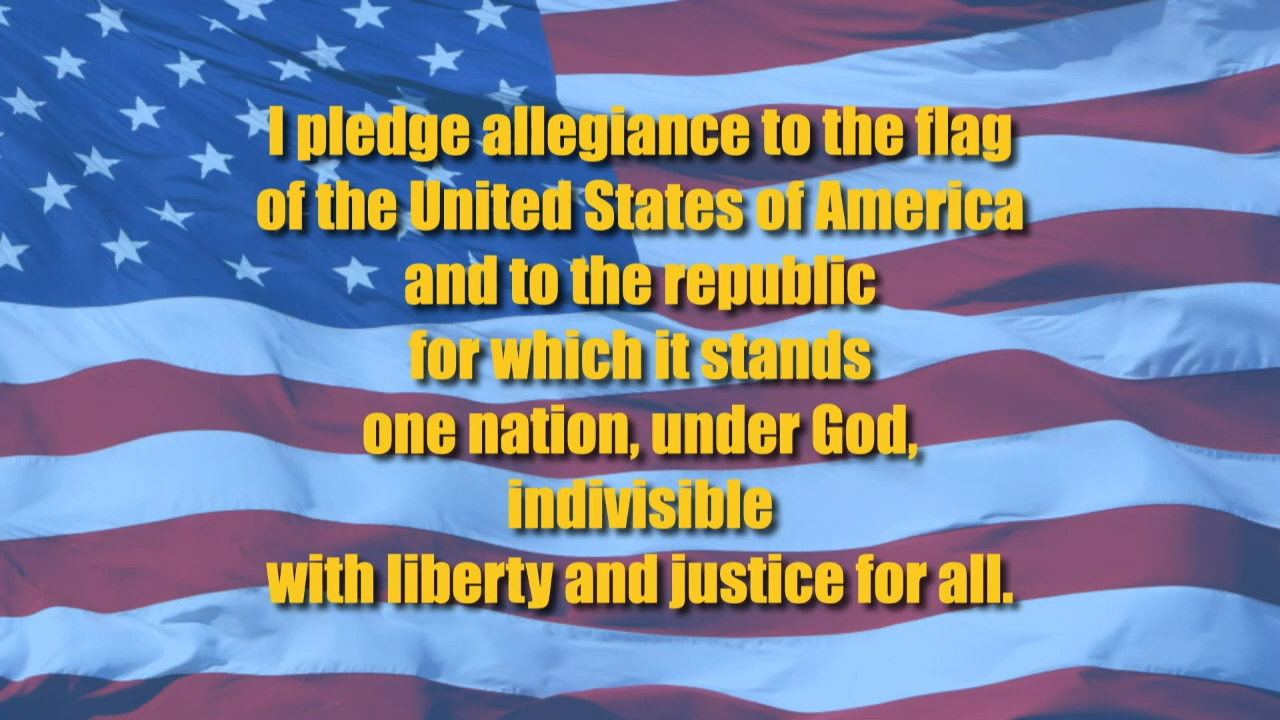 I pledge allegiance to the flag
of the United States of America
and to the republic
for which it stands
one nation, under God,
indivisible
with liberty and justice for all.